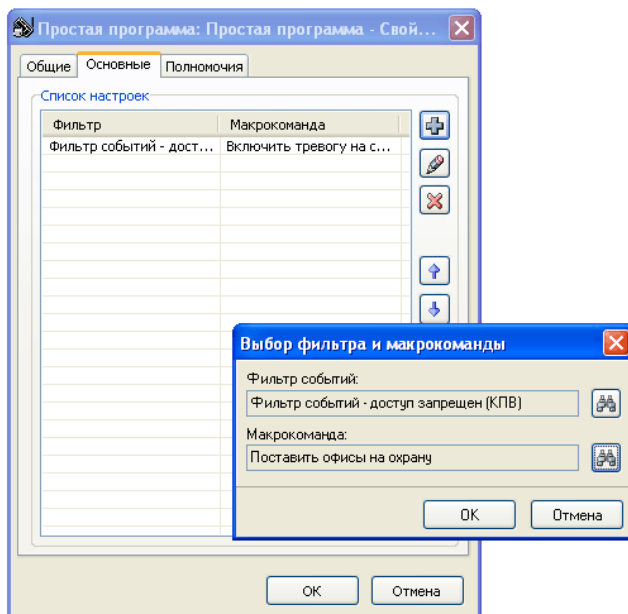 Простая программа: Простая программа - Свой...
Общие
Основные
Полномочия
Список настроек
Фильтр
Макрокоманда
Фильтр событий - дост...
Включить тревогу на с...
Выбор фильтра и макрокоманды
Фильтр событий:
Фильтр событий - доступ запрещен (КПВ)
Макрокоманда:
Поставить офисы на охрану
OK
Отмена
OK
Отмена